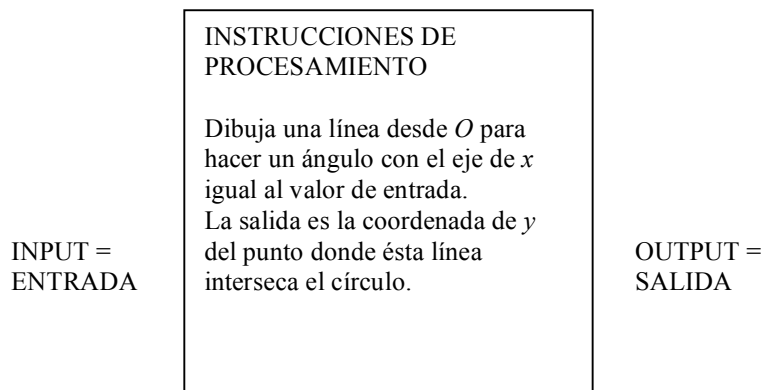 INSTRUCCIONES DE
PROCESAMIENTO
Dibuja una línea desde O para
hacer un ángulo con el eje de x
igual al valor de entrada.
La salida es la coordenada de y
del punto donde ésta línea
interseca el círculo.
INPUT =
ENTRADA
OUTPUT =
SALIDA